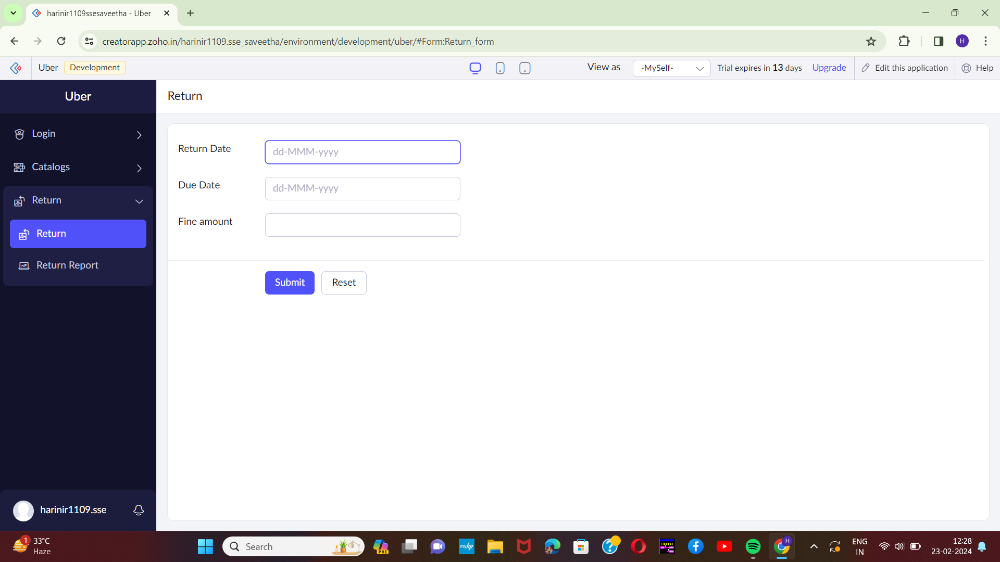 harinir1109ssesaveetha - Uber
creatorapp.zoho.in/harinir1109.sse_saveetha/environment/development/uber/#Form:Return_form
H
Uber Development View as -MySelf- Trial expires in 13 days Upgrade Edit this application Help
Uber
Return
Login
Catalogs
Return
Return
Return Report
Return Date dd-MMM-yyyy
Due Date dd-MMM-yyyy
Fine amount
Submit Reset
harinir1109.sse
1 33°C
Haze
Search
PRE
myhp
DATA
H
ENG
IN
12:28
23-02-2024